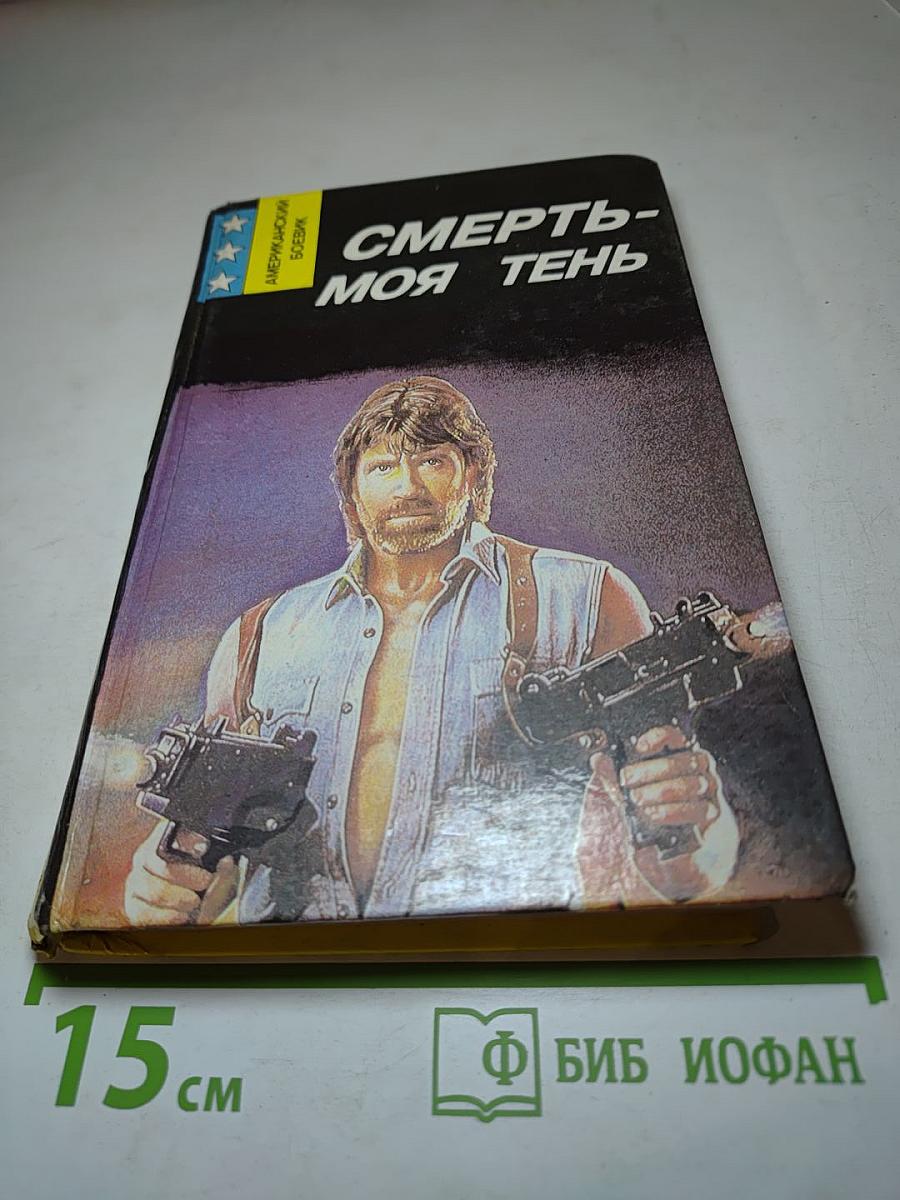 АМЕРИКАНСКИЙ
БОЕВИК
СМЕРТЬ-
МОЯ ТЕНЬ
15 см
Ф БИБ ИОФАН